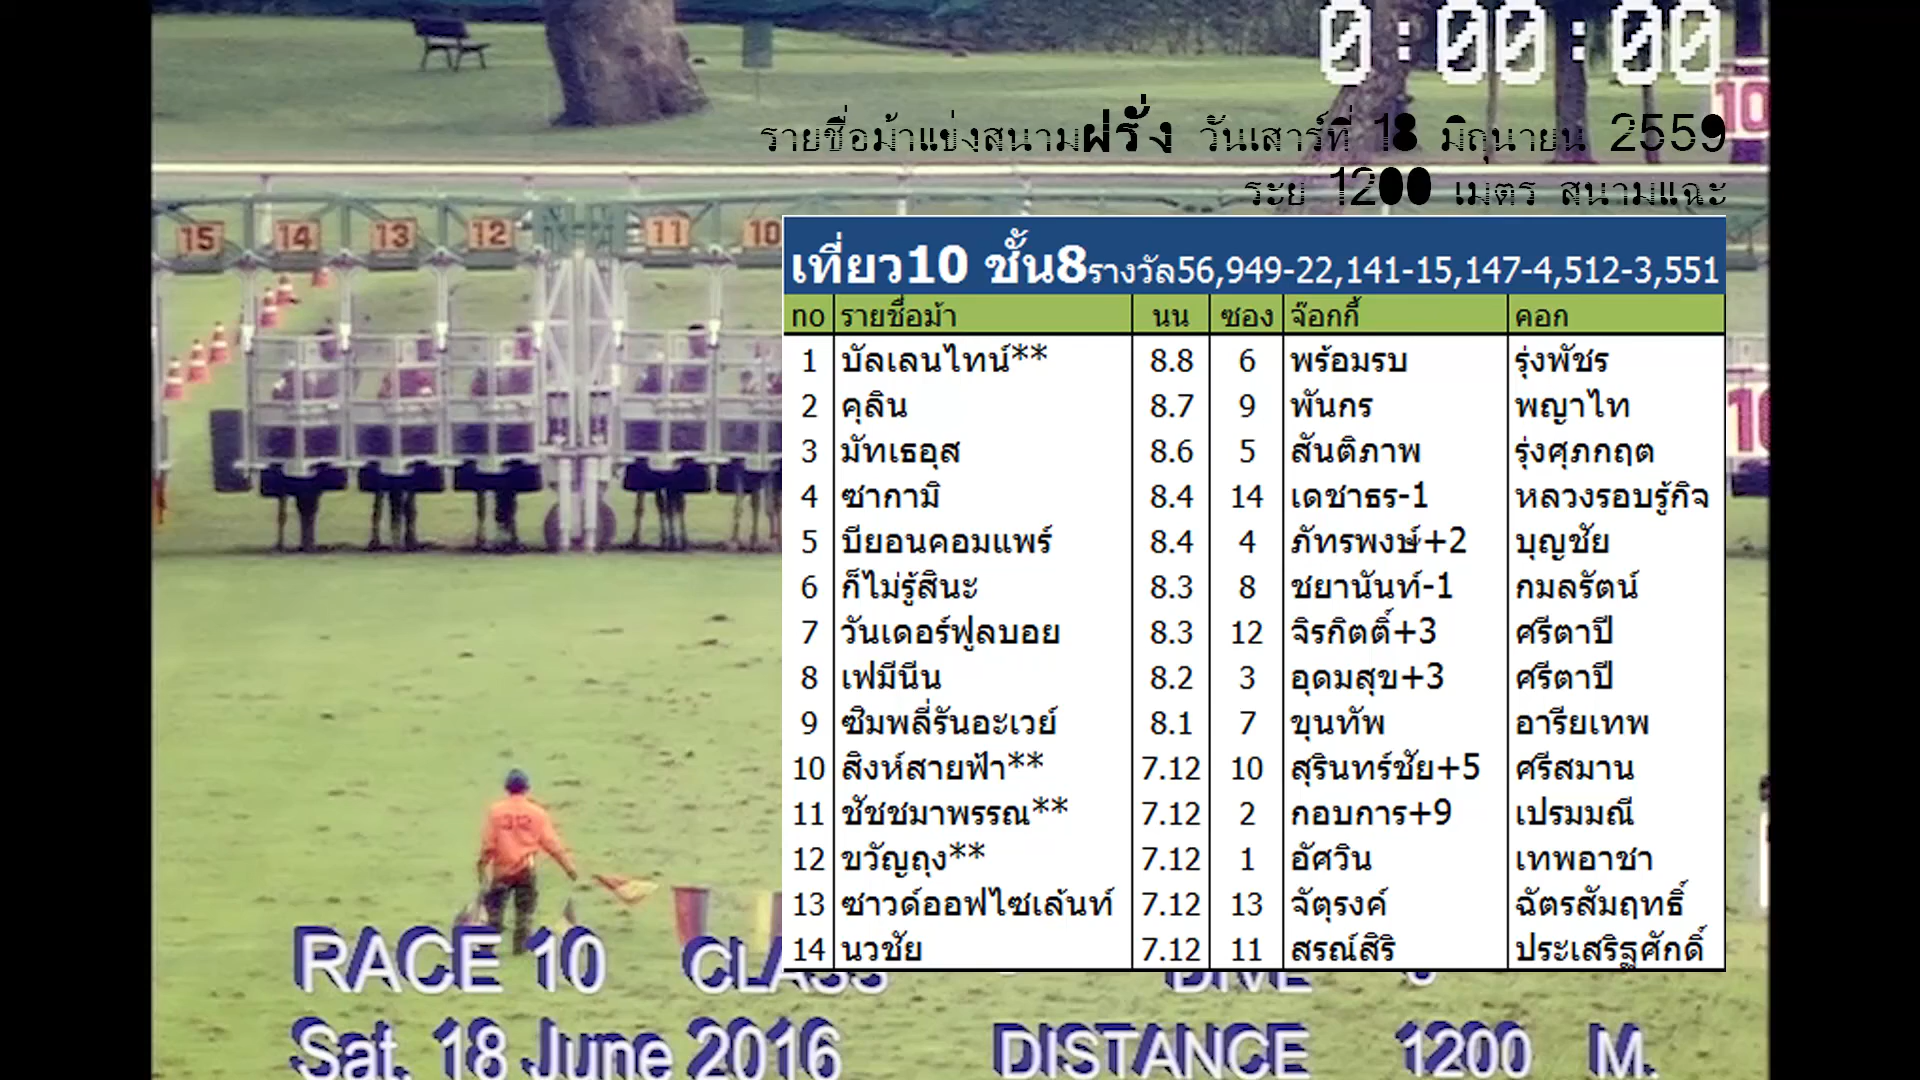 0:00:00
รายชื่อม้าแข่งสนามฝรั่ง วันเสาร์ที่ 18 มิถุนายน 2559
10
ระยะ 1200 เมตร สนามแฉะ
15 14 13 12 11 10
เที่ยว10 ชั้น8รางวัล56,949-22,141-15,147-4,512-3,551
no รายชื่อม้า นน ซอง จ๊อกกี้ คอก
1 บัลเลนไทน์** 8.8 6 พร้อมรบ รุ่งพัชร
2 คุลิน 8.7 9 พันกร พญาไท
3 มัทเธอุส 8.6 5 สันติภาพ รุ่งศุภกฤต
4 ซากามิ 8.4 14 เดชาธร-1 หลวงรอบรู้กิจ
5 บียอนคอมแพร์ 8.4 4 ภัทรพงษ์+2 บุญชัย
6 ก็ไม่รู้สินะ 8.3 8 ชยานันท์-1 กมลรัตน์
7 วันเดอร์ฟูลบอย 8.3 12 จิรกิตติ์+3 ศรีตาปี
8 เฟมีนีน 8.2 3 อุดมสุข+3 ศรีตาปี
9 ซิมพลี่รันอะเวย์ 8.1 7 ขุนทัพ อารียเทพ
10 สิงห์สายฟ้า** 7.12 10 สุรินทร์ชัย+5 ศรีสมาน
11 ชัชชมาพรรณ** 7.12 2 กอบการ+9 เปรมมณี
12 ขวัญถุง** 7.12 1 อัศวิน เทพอาชา
13 ซาวด์ออฟไซเล้นท์ 7.12 13 จัตุรงค์ ฉัตรสัมฤทธิ์
14 นวชัย 7.12 11 สรณ์สิริ ประเสริฐศักดิ์
RACE 10 CLASS DIVE
Sat. 18 June 2016 DISTANCE 1200 M.